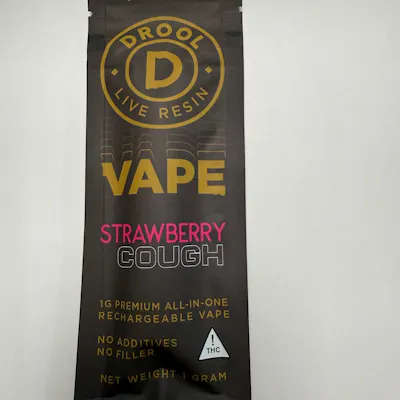 DROOL
D
LIVE RESIN
VAPE
STRAWBERRY
COUGH
1G PREMIUM ALL-IN-ONE
RECHARGEABLE VAPE
NO ADDITIVES
NO FILLER
!
THC
NET WEIGHT 1 GRAM